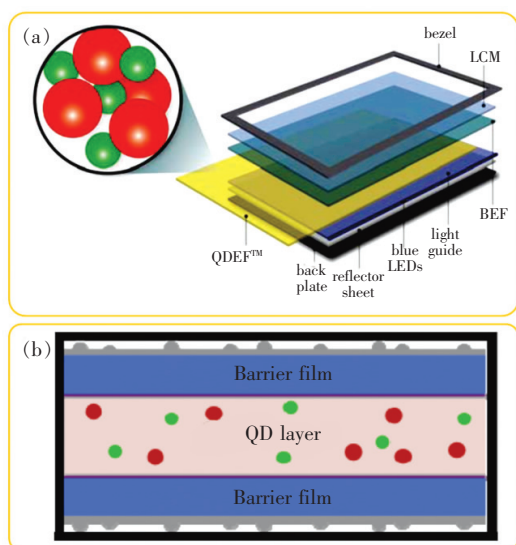 (a)
bezel
LCM
BEF
light
guide
blue
LEDs
reflector
sheet
back
plate
QDEF™
(b)
Barrier film
QD layer
Barrier film